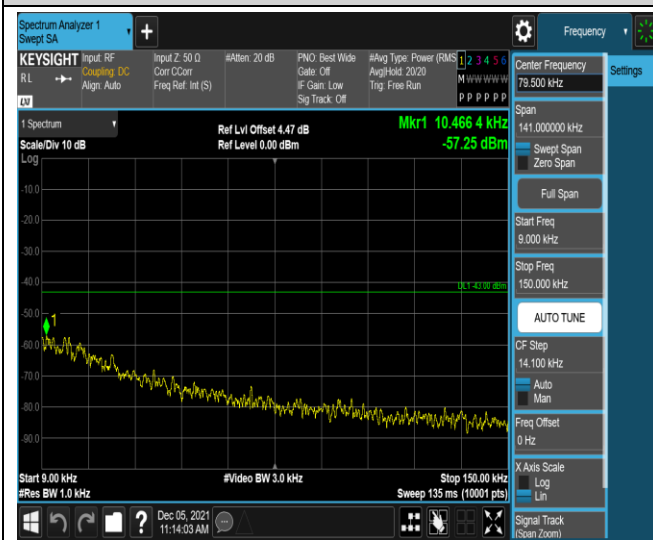 Spectrum Analyzer 1
Swept SA
+
Frequency
KEYSIGHT
RL
LXI
Input: RF
Coupling: DC
Align: Auto
Input Z: 50 Ω
Corr CCorr
Freq Ref: Int (S)
#Atten: 20 dB
PNO: Best Wide
Gate: Off
IF Gain: Low
Sig Track: Off
#Avg Type: Power (RMS
Avg|Hold: 20/20
Trig: Free Run
1 2 3 4 5 6
M W W W W W
P P P P P P
Center Frequency
79.500 kHz
Settings
1 Spectrum
Scale/Div 10 dB
Log
Ref Lvl Offset 4.47 dB
Ref Level 0.00 dBm
Mkr1 10.466 4 kHz
-57.25 dBm
Span
141.000000 kHz
Swept Span
Zero Span
Full Span
Start Freq
9.000 kHz
Stop Freq
150.000 kHz
AUTO TUNE
CF Step
14.100 kHz
Auto
Man
Freq Offset
0 Hz
X Axis Scale
Log
Lin
Signal Track
(Span Zoom)
-10.0
-20.0
-30.0
-40.0
DL1 -43.00 dBm
-50.0
1
-60.0
-70.0
-80.0
-90.0
Start 9.00 kHz
#Res BW 1.0 kHz
#Video BW 3.0 kHz
Stop 150.00 kHz
Sweep 135 ms (10001 pts)
?
Dec 05, 2021
11:14:03 AM